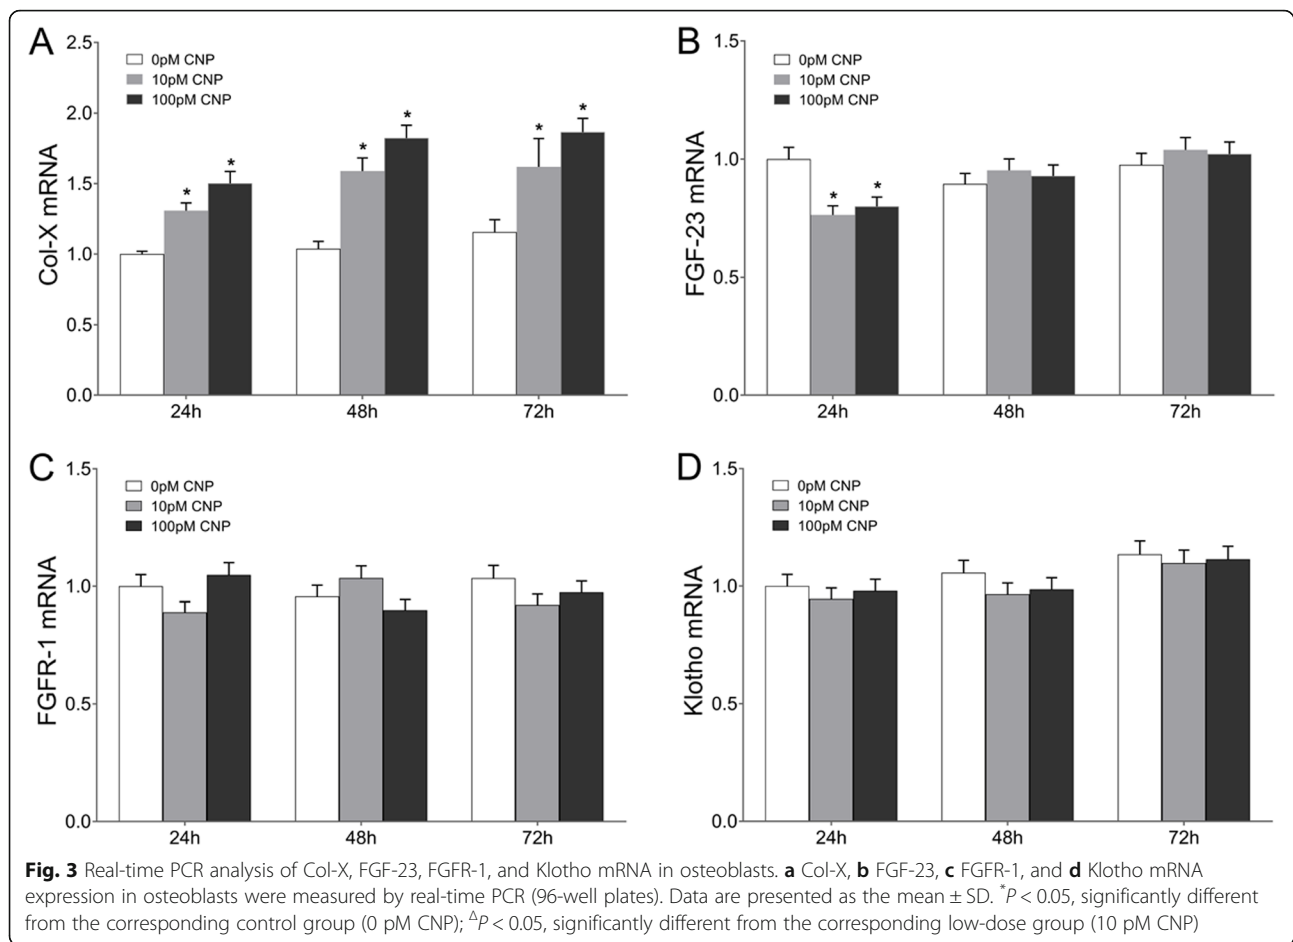 A
0pM CNP
10pM CNP
100pM CNP
Col-X mRNA
2.5
2.0
1.5
1.0
0.5
0.0
* *
* *
* *
24h 48h 72h
B
0pM CNP
10pM CNP
100pM CNP
FGF-23 mRNA
1.5
1.0
0.5
0.0
* *
24h 48h 72h
C
0pM CNP
10pM CNP
100pM CNP
FGFR-1 mRNA
1.5
1.0
0.5
0.0
24h 48h 72h
D
0pM CNP
10pM CNP
100pM CNP
Klotho mRNA
1.5
1.0
0.5
0.0
24h 48h 72h
Fig. 3 Real-time PCR analysis of Col-X, FGF-23, FGFR-1, and Klotho mRNA in osteoblasts. a Col-X, b FGF-23, c FGFR-1, and d Klotho mRNA
expression in osteoblasts were measured by real-time PCR (96-well plates). Data are presented as the mean ± SD. *P < 0.05, significantly different
from the corresponding control group (0 pM CNP); ΔP < 0.05, significantly different from the corresponding low-dose group (10 pM CNP)